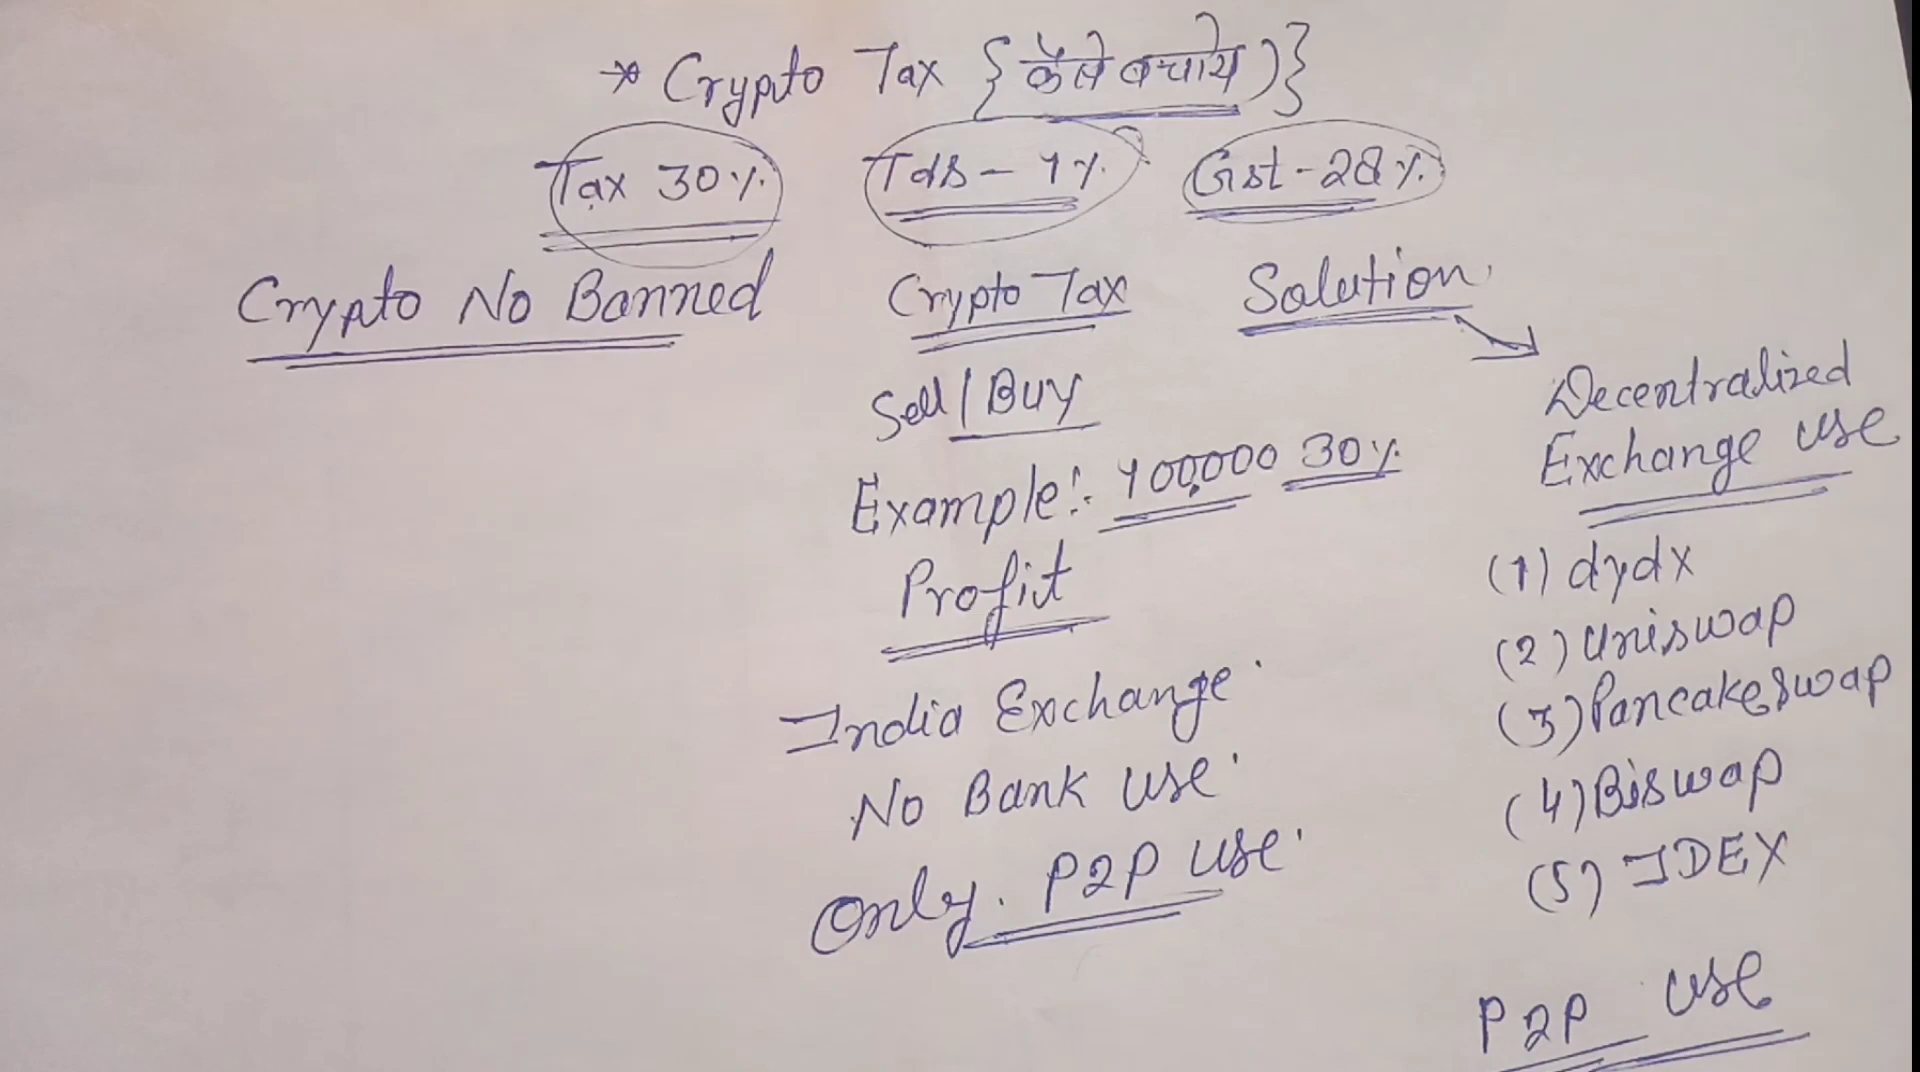 * Crypto Tax {कैसे बचाये)}
Tax 30% Tds - 1% Gst - 28%
Crypto No Banned Crypto Tax Solution
Sell / Buy
Example:- 100,000 30%
Profit
India Exchange
No Bank use
Only. P2P use
Decentralized
Exchange use
(1) dydx
(2) Uniswap
(3) Pancakeswap
(4) Biswap
(5) IDEX
P2P use